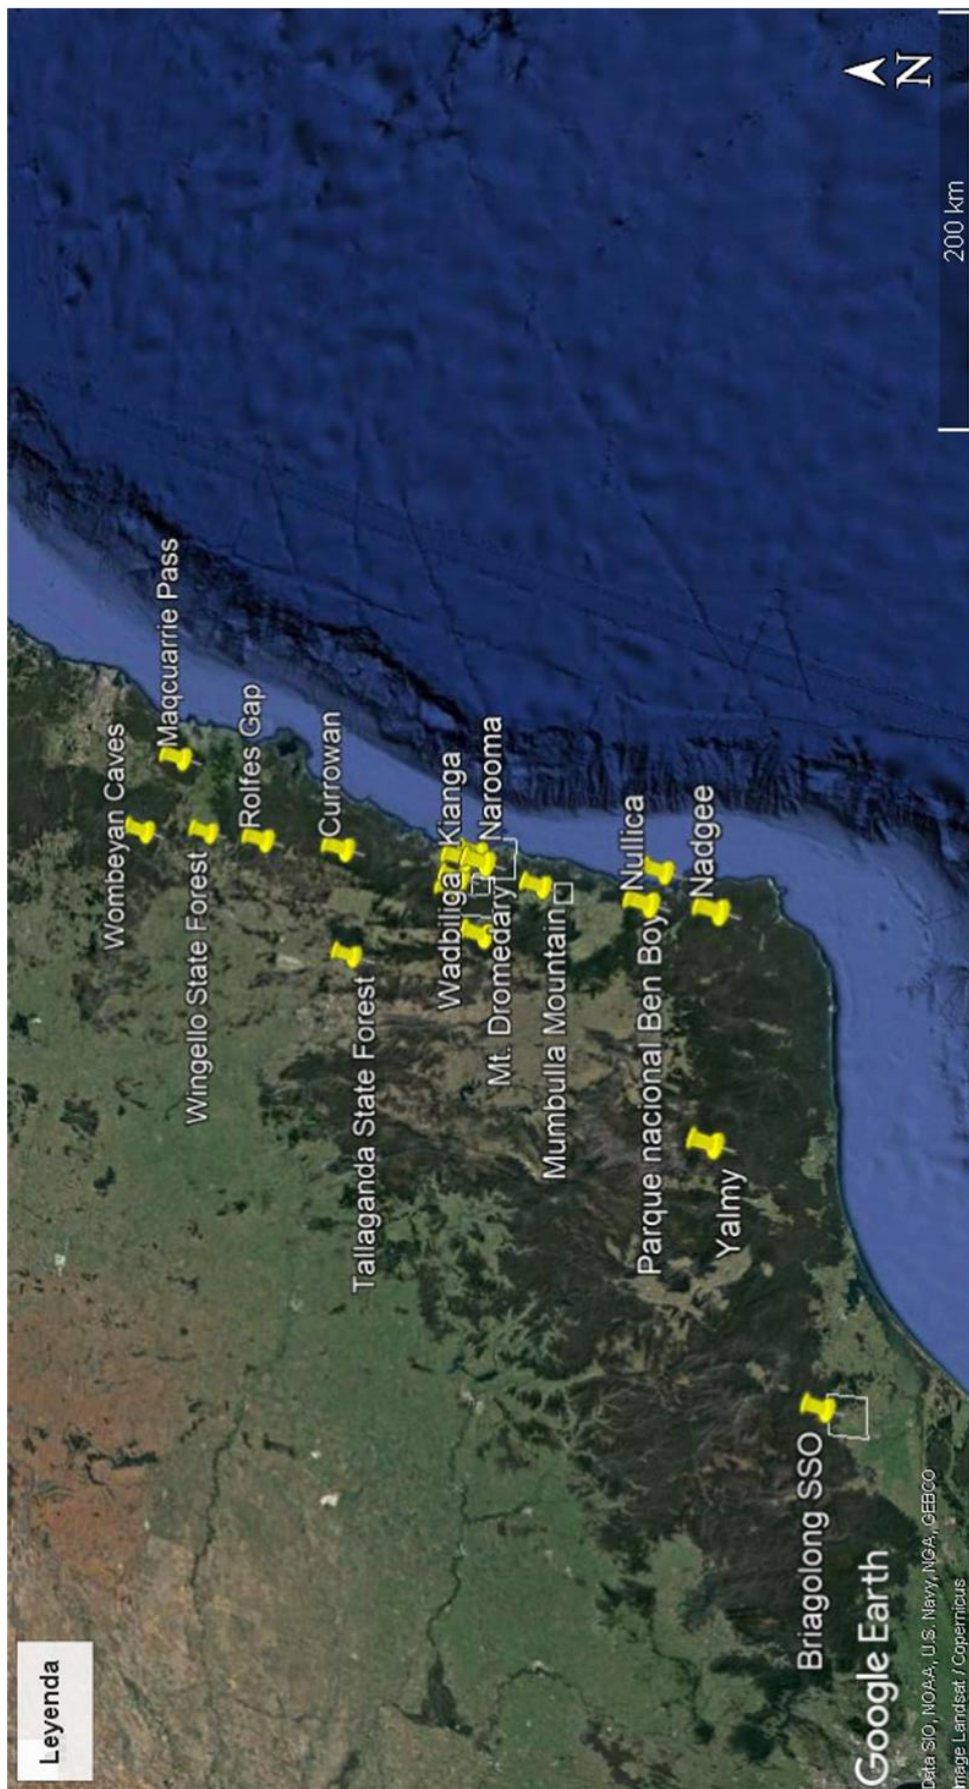 Leyenda
Wombeyan Caves
Maqcuarrie Pass
Wingello State Forest
Rolfes Gap
Currowan
Tallaganda State Forest
Kianga
Wadbiliga
Narooma
Mt. Dromedary
Mumbulla Mountain
Nullica
Parque nacional Ben Boy
Nadgee
Yalmy
Briagolong SSO
Google Earth
Data SIO, NOAA, U.S. Navy, NGA, GEBCO
Image Landsat / Copernicus
N
200 km